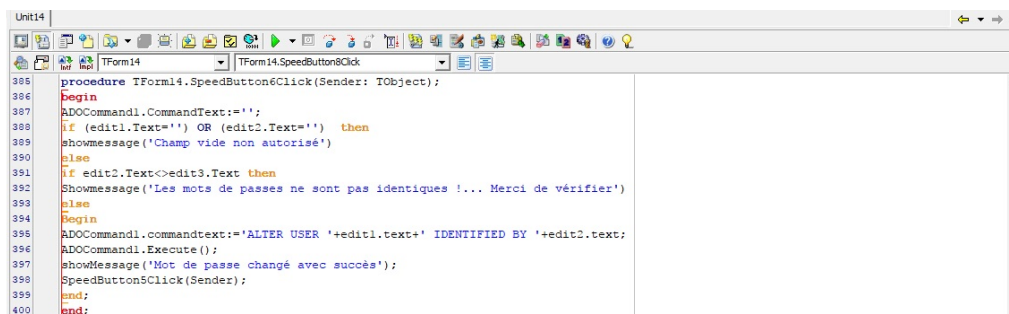 Unit14
TForm14 TForm14.SpeedButton8Click
385 procedure TForm14.SpeedButton6Click(Sender: TObject);
386 begin
387 ADOCommand1.CommandText:='';
388 if (edit1.Text='') OR (edit2.Text='') then
389 showmessage('Champ vide non autorisé')
390 else
391 if edit2.Text<>edit3.Text then
392 Showmessage('Les mots de passes ne sont pas identiques !... Merci de vérifier')
393 else
394 Begin
395 ADOCommand1.commandtext:='ALTER USER '+edit1.text+' IDENTIFIED BY '+edit2.text;
396 ADOCommand1.Execute();
397 showMessage('Mot de passe changé avec succès');
398 SpeedButton5Click(Sender);
399 end;
400 end;